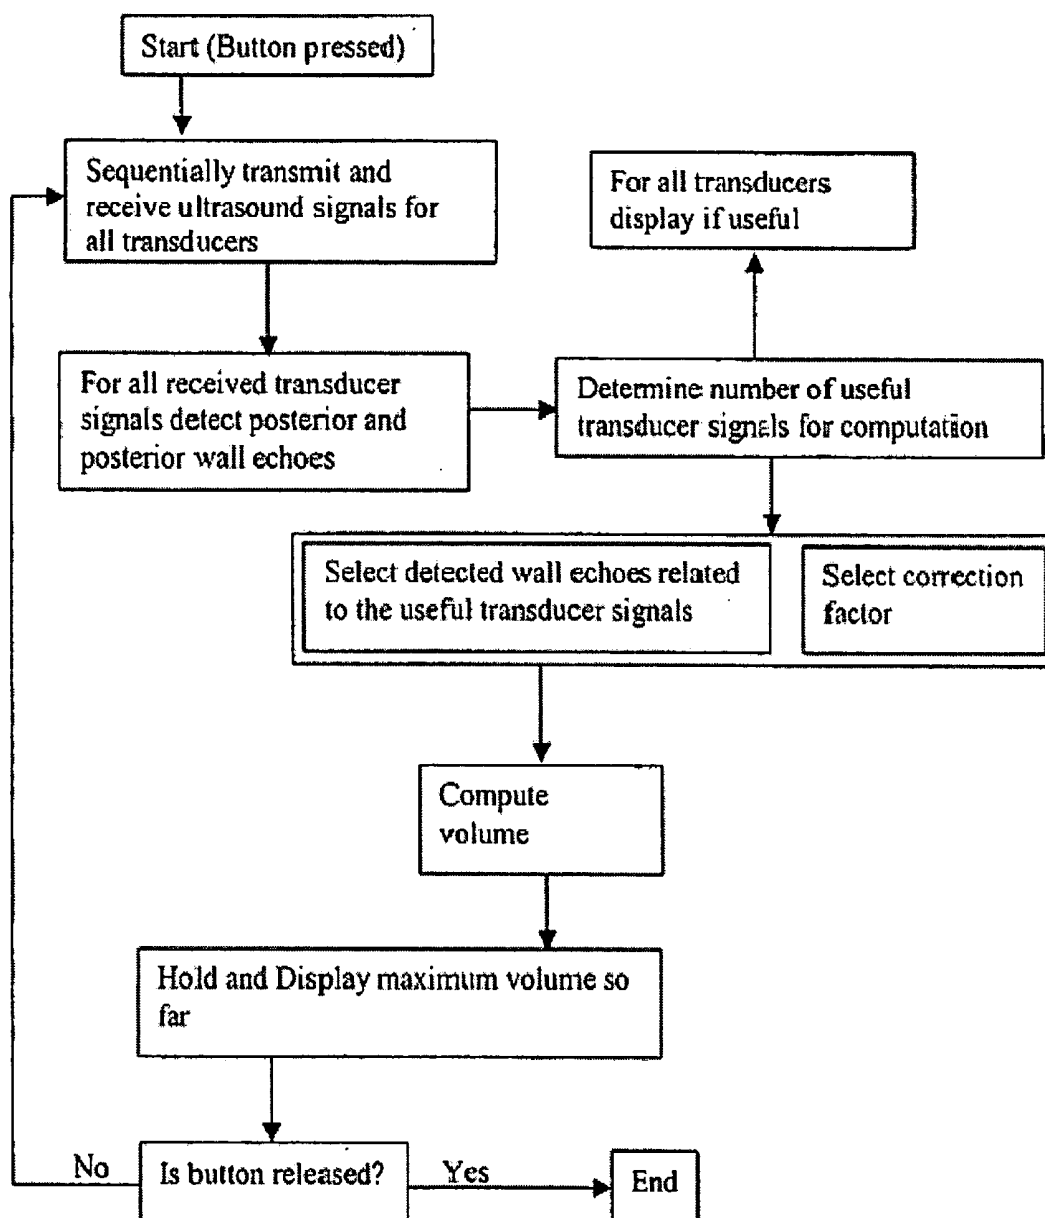 Start (Button pressed)
Sequentially transmit and
receive ultrasound signals for
all transducers
For all transducers
display if useful
For all received transducer
signals detect posterior and
posterior wall echoes
Determine number of useful
transducer signals for computation
Select detected wall echoes related
to the useful transducer signals
Select correction
factor
Compute
volume
Hold and Display maximum volume so
far
No
Is button released?
Yes
End